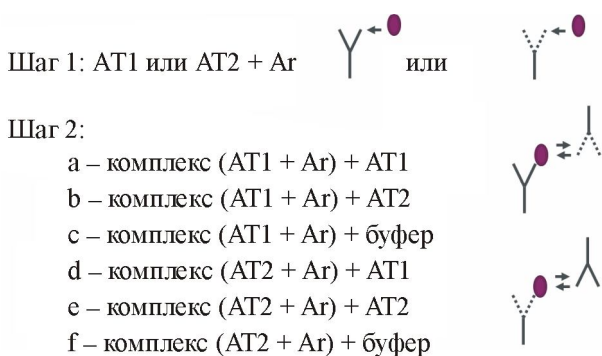 Шаг 1: АТ1 или АТ2 + Аг или
Шаг 2:
a – комплекс (АТ1 + Аг) + АТ1
b – комплекс (АТ1 + Аг) + АТ2
c – комплекс (АТ1 + Аг) + буфер
d – комплекс (АТ2 + Аг) + АТ1
e – комплекс (АТ2 + Аг) + АТ2
f – комплекс (АТ2 + Аг) + буфер